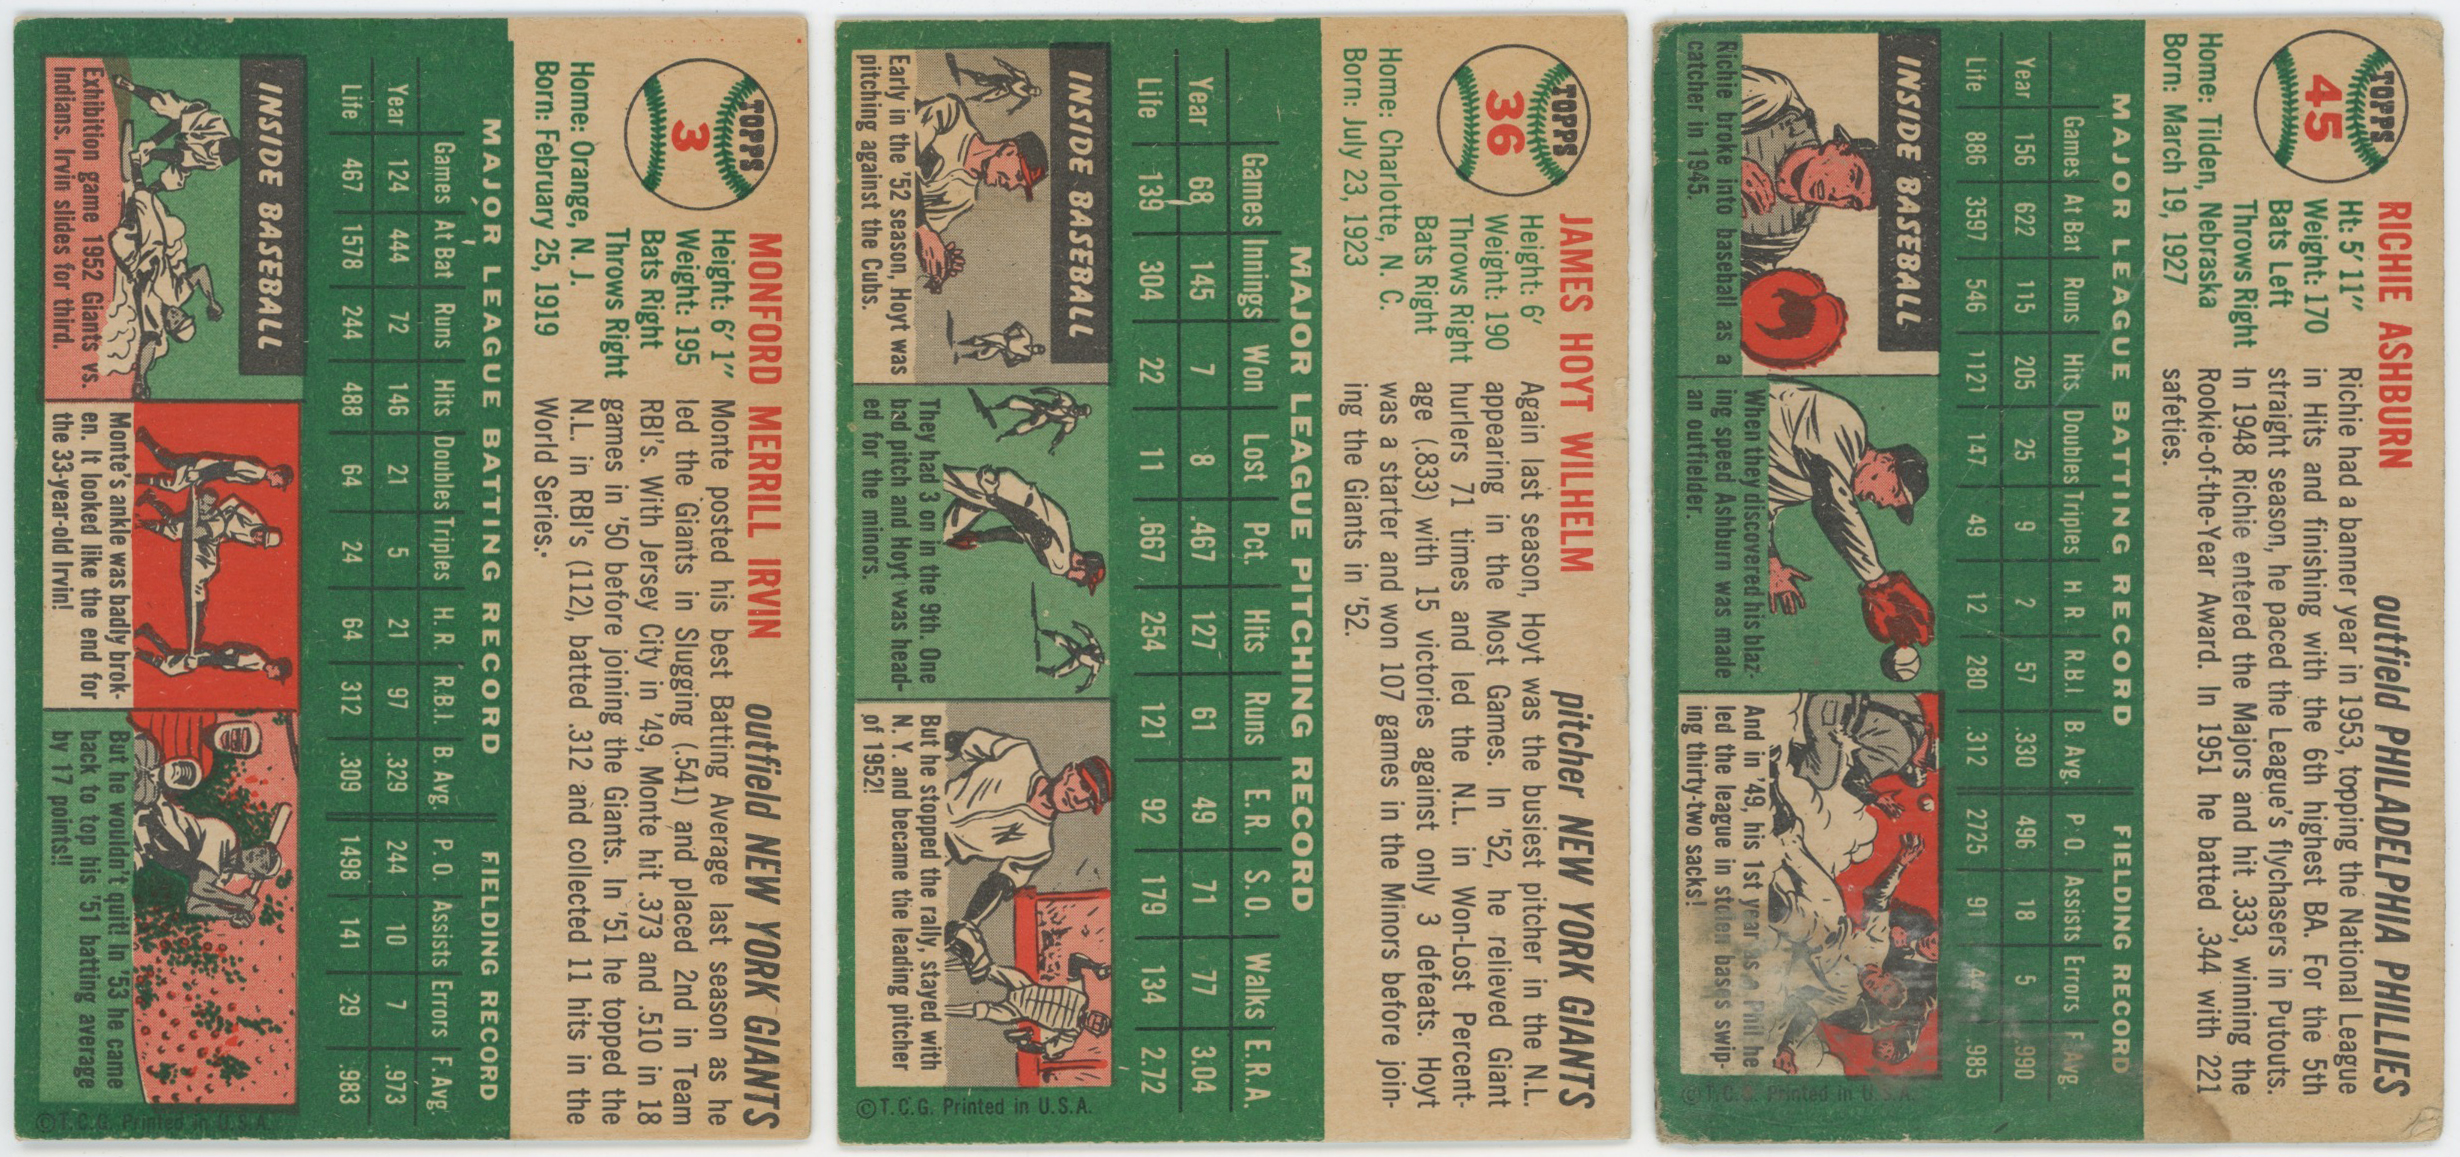 TOPPS
45
RICHIE ASHBURN
outfield PHILADELPHIA PHILLIES
Ht: 5′ 11″
Weight: 170
Bats Left
Throws Right
Home: Tilden, Nebraska
Born: March 19, 1927
Richie had a banner year in 1953, topping the National League
in Hits and finishing with the 6th highest BA. For the 5th
straight season, he paced the League's flychasers in Putouts.
In 1948 Richie entered the Majors and hit .333, winning the
Rookie-of-the-Year Award. In 1951 he batted .344 with 221
safeties.
MAJOR LEAGUE BATTING RECORD FIELDING RECORD
Games At Bat Runs Hits Doubles Triples H. R. R.B.I. B. Avg. P. O. Assists Errors F. Avg.
Year 156 622 115 205 25 9 2 57 .330 496 18 5 .990
Life 886 3597 546 1121 147 49 12 280 .312 2725 91 .985
INSIDE BASEBALL
Richie broke into baseball as a
catcher in 1945.
When they discovered his blaz-
ing speed Ashburn was made
an outfielder.
And in '49, his 1st year as a Phil he
led the league in stolen bases swip-
ing thirty-two sacks!
©T.C.G. Printed in U.S.A.
TOPPS
36
JAMES HOYT WILHELM
pitcher NEW YORK GIANTS
Height: 6′
Weight: 190
Throws Right
Bats Right
Home: Charlotte, N. C.
Born: July 23, 1923
Again last season, Hoyt was the busiest pitcher in the N.L.
appearing in the Most Games. In '52, he relieved Giant
hurlers 71 times and led the N.L. in Won-Lost Percent-
age (.833) with 15 victories against only 3 defeats. Hoyt
was a starter and won 107 games in the Minors before join-
ing the Giants in '52.
MAJOR LEAGUE PITCHING RECORD
Games Innings Won Lost Pct. Hits Runs E. R. S. O. Walks E.R.A.
Year 68 145 7 8 .467 127 61 49 71 77 3.04
Life 139 304 22 11 .667 254 121 92 179 134 2.72
INSIDE BASEBALL
Early in the '52 season, Hoyt was
pitching against the Cubs.
They had 3 on in the 9th. One
bad pitch and Hoyt was head-
ed for the minors.
But he stopped the rally, stayed with
N. Y. and became the leading pitcher
of 1952!
©T.C.G. Printed in U.S.A.
TOPPS
3
MONFORD MERRILL IRVIN
outfield NEW YORK GIANTS
Height: 6′ 1″
Weight: 195
Bats Right
Throws Right
Home: Orange, N. J.
Born: February 25, 1919
Monte posted his best Batting Average last season as he
led the Giants in Slugging (.541) and placed 2nd in Team
RBI's. With Jersey City in '49, Monte hit .373 and .510 in 18
games in '50 before joining the Giants. In '51 he topped the
N.L. in RBI's (112), batted .312 and collected 11 hits in the
World Series.
MAJOR LEAGUE BATTING RECORD FIELDING RECORD
Games At Bat Runs Hits Doubles Triples H. R. R.B.I. B. Avg. P. O. Assists Errors F. Avg.
Year 124 444 72 146 21 5 21 97 .329 244 10 7 .973
Life 467 1578 244 488 64 24 64 312 .309 1498 141 29 .983
INSIDE BASEBALL
Exhibition game 1952 Giants vs.
Indians. Irvin slides for third.
Monte's ankle was badly brok-
en. It looked like the end for
the 33-year-old Irvin!
But he wouldn't quit! In '53 he came
back to top his '51 batting average
by 17 points!!
©T.C.G. Printed in U.S.A.